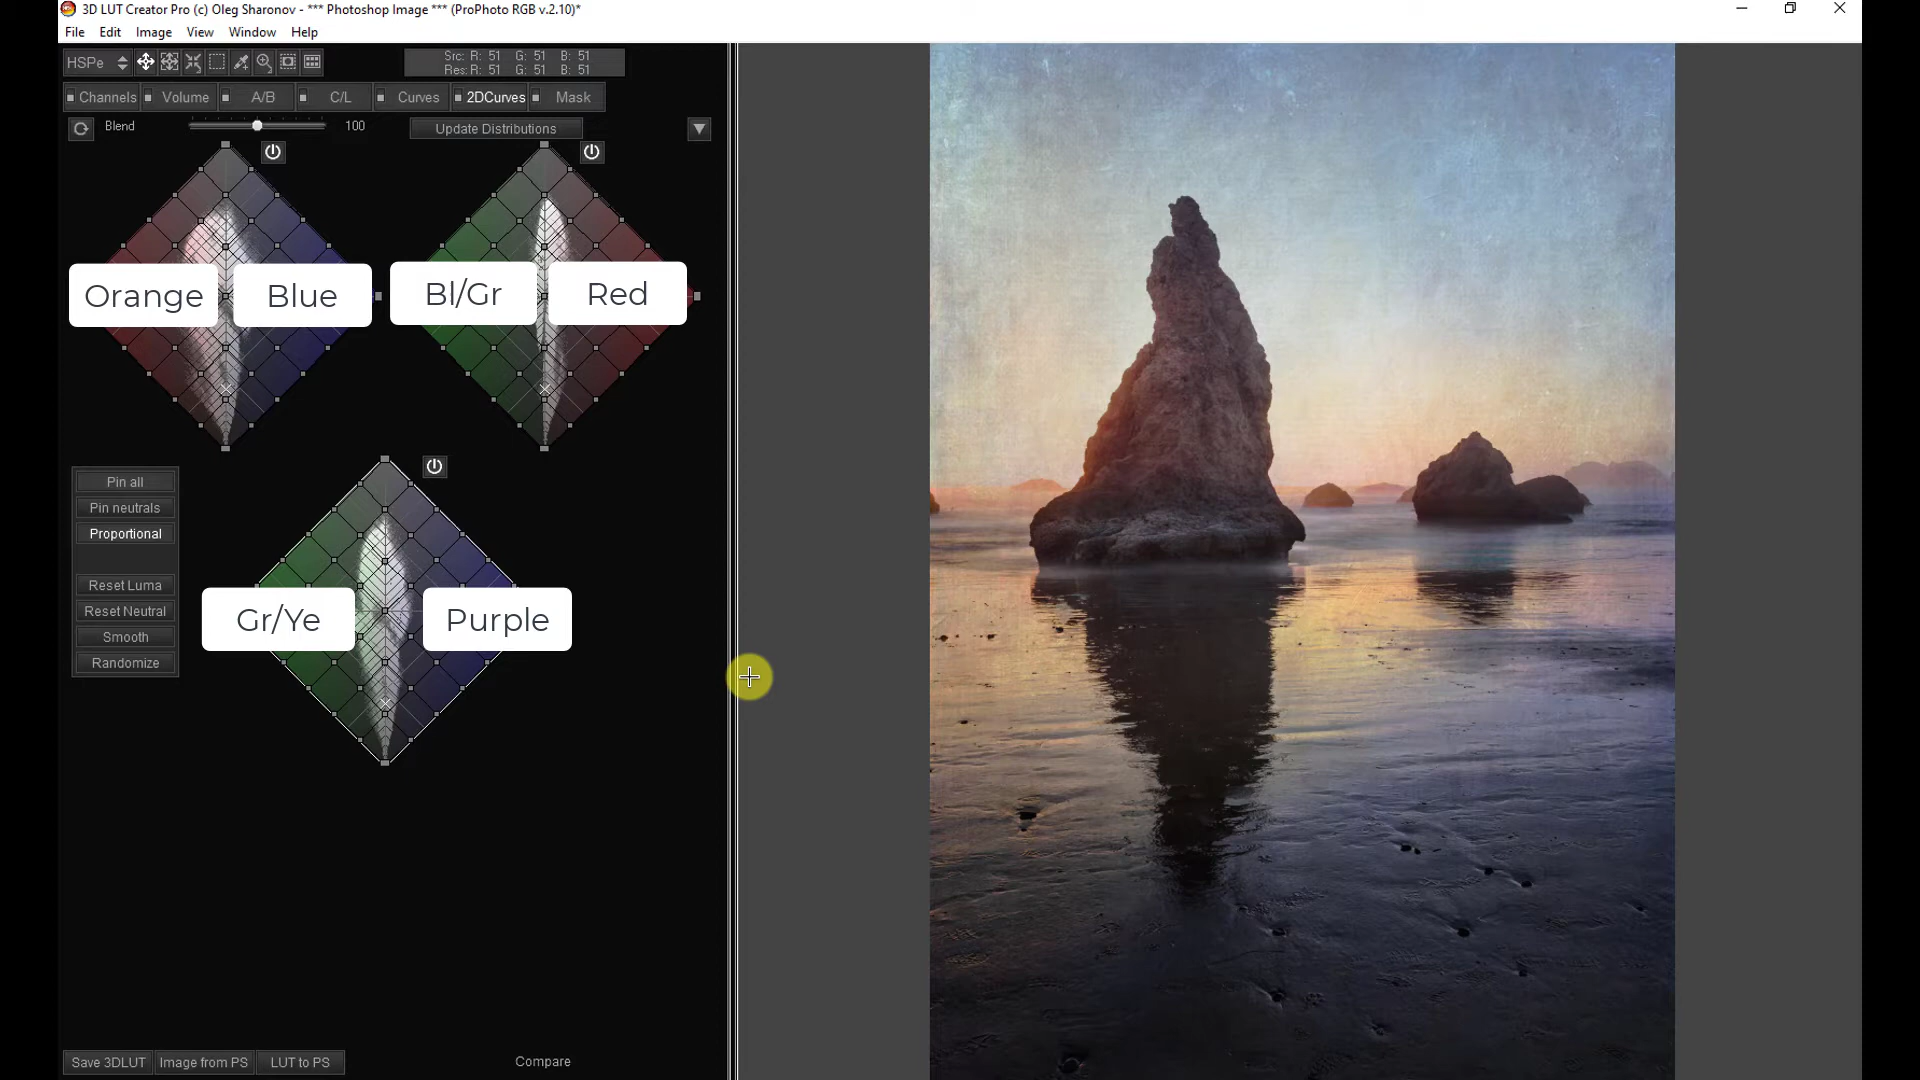 3D LUT Creator Pro (c) Oleg Sharonov - *** Photoshop Image *** (ProPhoto RGB v.2.10)*
File Edit Image View Window Help
HSPe
Src: R: 51 G: 51 B: 51
Res: R: 51 G: 51 B: 51
Channels Volume A/B C/L Curves 2DCurves Mask
Blend 100 Update Distributions
Orange Blue Bl/Gr Red
Pin all
Pin neutrals
Proportional
Reset Luma
Reset Neutral
Smooth
Randomize
Gr/Ye Purple
Save 3DLUT Image from PS LUT to PS Compare